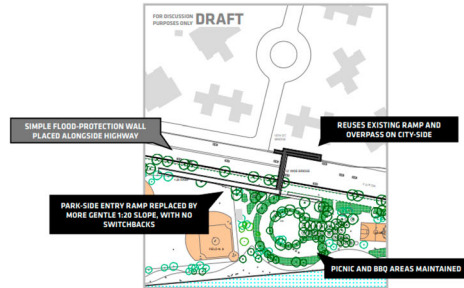 FOR DISCUSSION
PURPOSES ONLY DRAFT
SIMPLE FLOOD-PROTECTION WALL
PLACED ALONGSIDE HIGHWAY
REUSES EXISTING RAMP AND
OVERPASS ON CITY-SIDE
PARK-SIDE ENTRY RAMP REPLACED BY
MORE GENTLE 1:20 SLOPE, WITH NO
SWITCHBACKS
PICNIC AND BBQ AREAS MAINTAINED